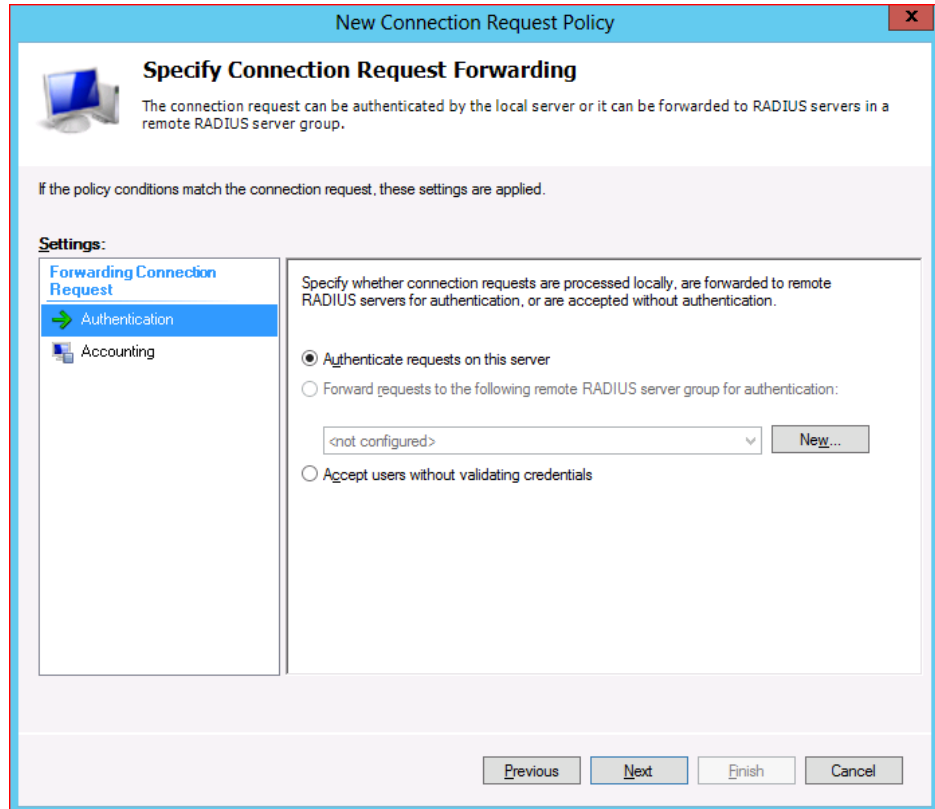 New Connection Request Policy
x
Specify Connection Request Forwarding
The connection request can be authenticated by the local server or it can be forwarded to RADIUS servers in a
remote RADIUS server group.
If the policy conditions match the connection request, these settings are applied.
Settings:
Forwarding Connection
Request
Authentication
Accounting
Specify whether connection requests are processed locally, are forwarded to remote
RADIUS servers for authentication, or are accepted without authentication.
Authenticate requests on this server
Forward requests to the following remote RADIUS server group for authentication:
<not configured>
New...
Accept users without validating credentials
Previous
Next
Finish
Cancel